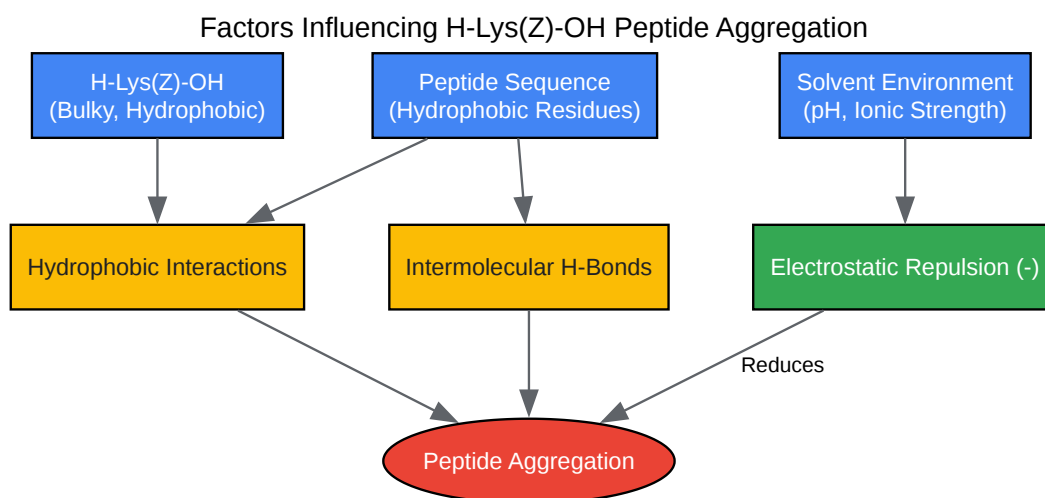 Factors Influencing H-Lys(Z)-OH Peptide Aggregation
H-Lys(Z)-OH
(Bulky, Hydrophobic)
Peptide Sequence
(Hydrophobic Residues)
Solvent Environment
(pH, Ionic Strength)
Hydrophobic Interactions
Intermolecular H-Bonds
Electrostatic Repulsion (-)
Reduces
Peptide Aggregation